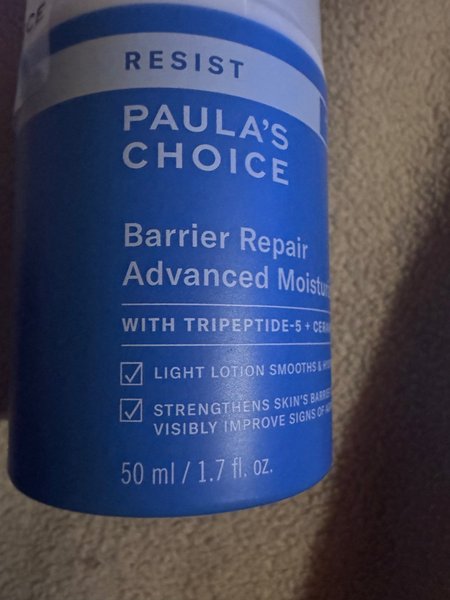 CE
RESIST
PAULA'S
CHOICE
Barrier Repair
Advanced
WITH TRIPEPTIDE-5 +
LIGHT LOTION SMOOTHS &
STRENGTHENS SKIN'S
VISIBLY IMPROVE SIGNS OF
50 ml / 1.7 fl. oz.